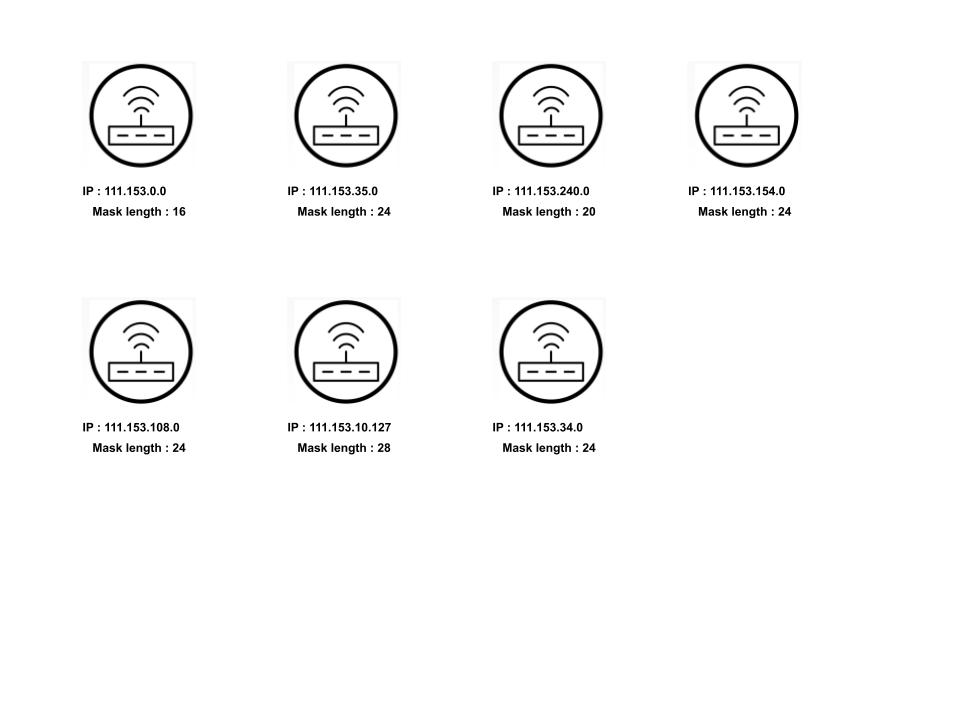 IP : 111.153.0.0
Mask length : 16
IP : 111.153.35.0
Mask length : 24
IP : 111.153.240.0
Mask length : 20
IP : 111.153.154.0
Mask length : 24
IP : 111.153.108.0
Mask length : 24
IP : 111.153.10.127
Mask length : 28
IP : 111.153.34.0
Mask length : 24